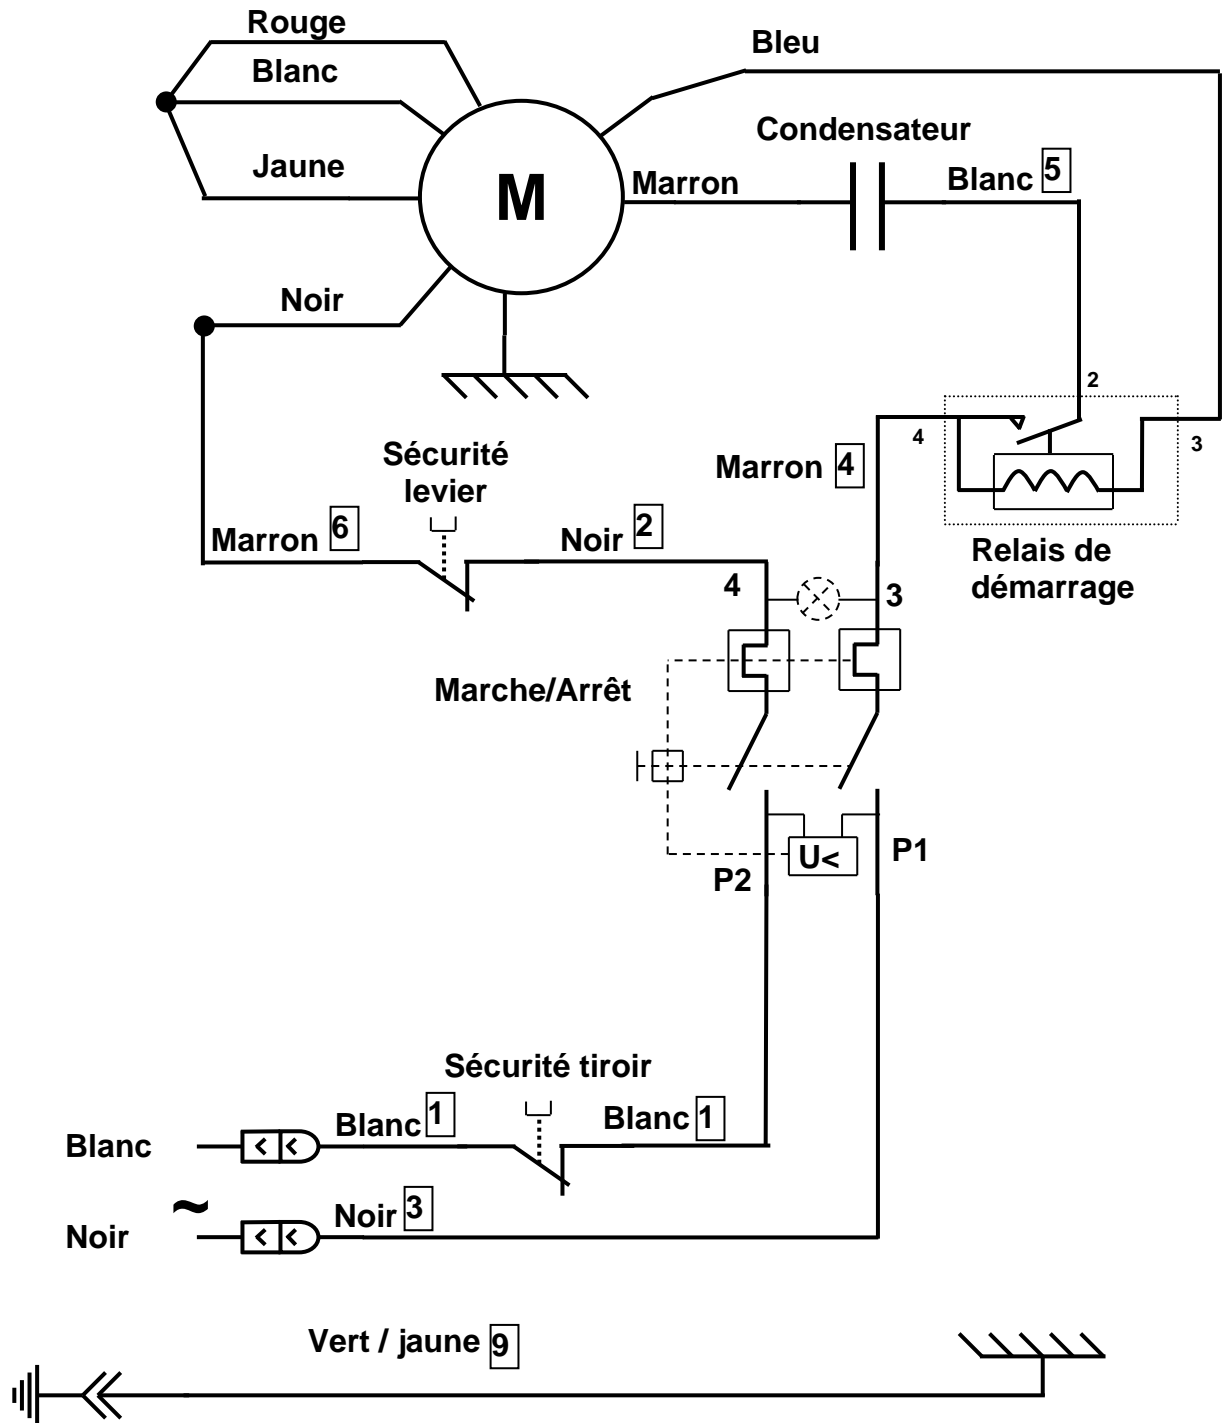 Rouge
Bleu
Blanc
Condensateur
Jaune
Blanc 5
M
Marron
Noir
2
4
3
Sécurité
levier
Marron 4
Marron 6
Noir 2
Relais de
démarrage
4
3
Marche/Arrêt
U<
P1
P2
Sécurité tiroir
Blanc 1
Blanc 1
Blanc
~
Noir 3
Noir
Vert / jaune 9